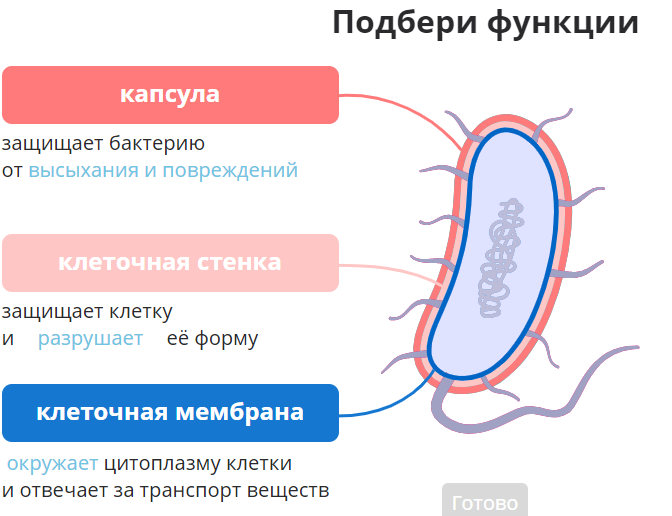 Подбери функции
капсула
защищает бактерию
от высыхания и повреждений
клеточная стенка
защищает клетку
и разрушает её форму
клеточная мембрана
окружает цитоплазму клетки
и отвечает за транспорт веществ
Готово